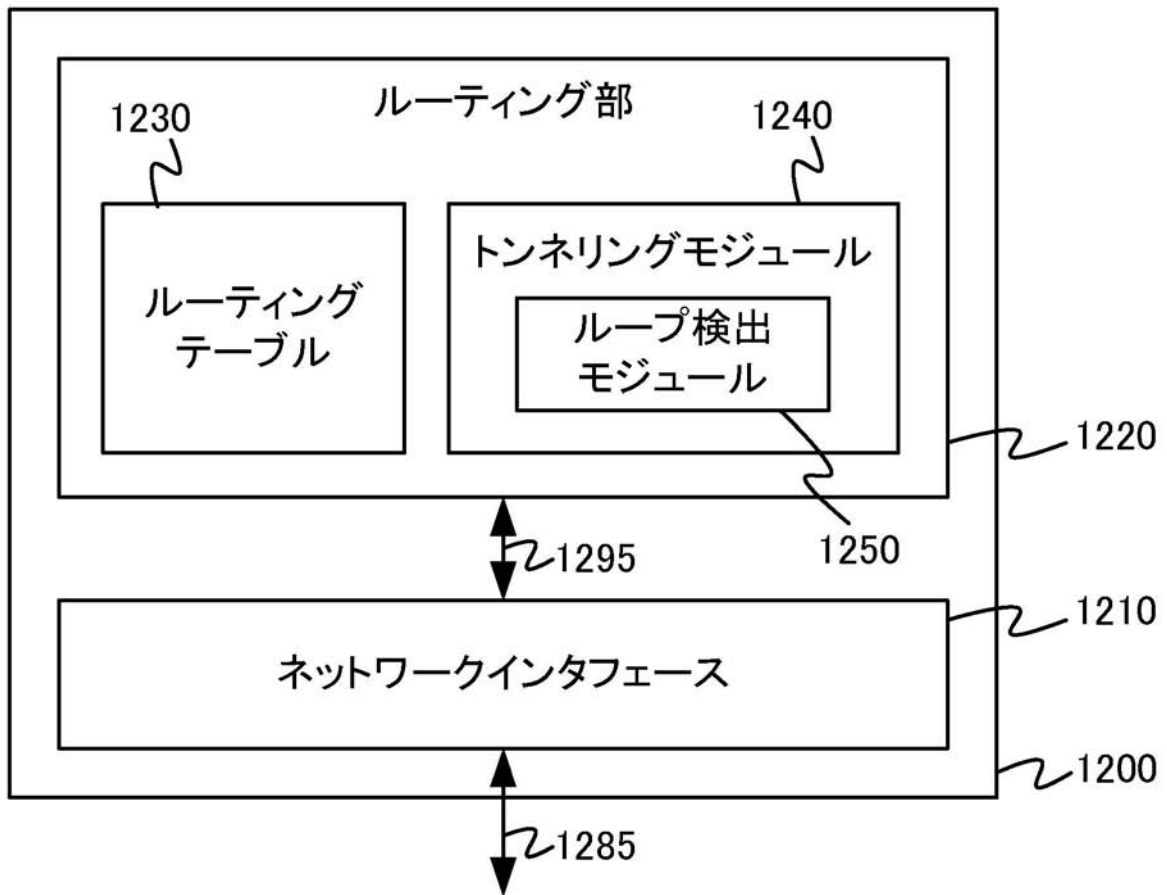 ルーティング部
1230
1240
ルーティング
テーブル
トンネリングモジュール
ループ検出
モジュール
1220
1250
1295
1210
ネットワークインタフェース
1200
1285